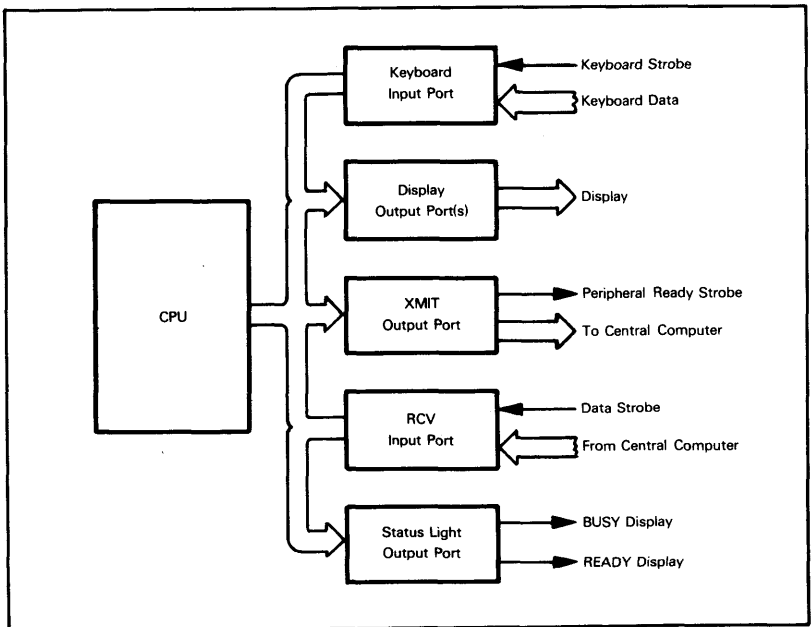 Keyboard
Input Port
Keyboard Strobe
Keyboard Data
Display
Output Port(s)
Display
CPU
XMIT
Output Port
Peripheral Ready Strobe
To Central Computer
RCV
Input Port
Data Strobe
From Central Computer
Status Light
Output Port
BUSY Display
READY Display